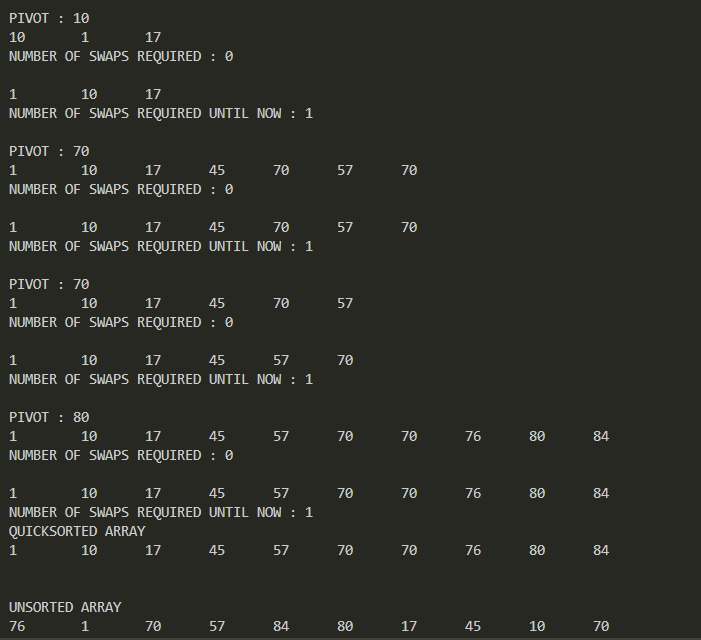 PIVOT : 10
10 1 17
NUMBER OF SWAPS REQUIRED : 0
1 10 17
NUMBER OF SWAPS REQUIRED UNTIL NOW : 1
PIVOT : 70
1 10 17 45 70 57 70
NUMBER OF SWAPS REQUIRED : 0
1 10 17 45 70 57 70
NUMBER OF SWAPS REQUIRED UNTIL NOW : 1
PIVOT : 70
1 10 17 45 70 57
NUMBER OF SWAPS REQUIRED : 0
1 10 17 45 57 70
NUMBER OF SWAPS REQUIRED UNTIL NOW : 1
PIVOT : 80
1 10 17 45 57 70 70 76 80 84
NUMBER OF SWAPS REQUIRED : 0
1 10 17 45 57 70 70 76 80 84
NUMBER OF SWAPS REQUIRED UNTIL NOW : 1
QUICKSORTED ARRAY
1 10 17 45 57 70 70 76 80 84
UNSORTED ARRAY
76 1 70 57 84 80 17 45 10 70